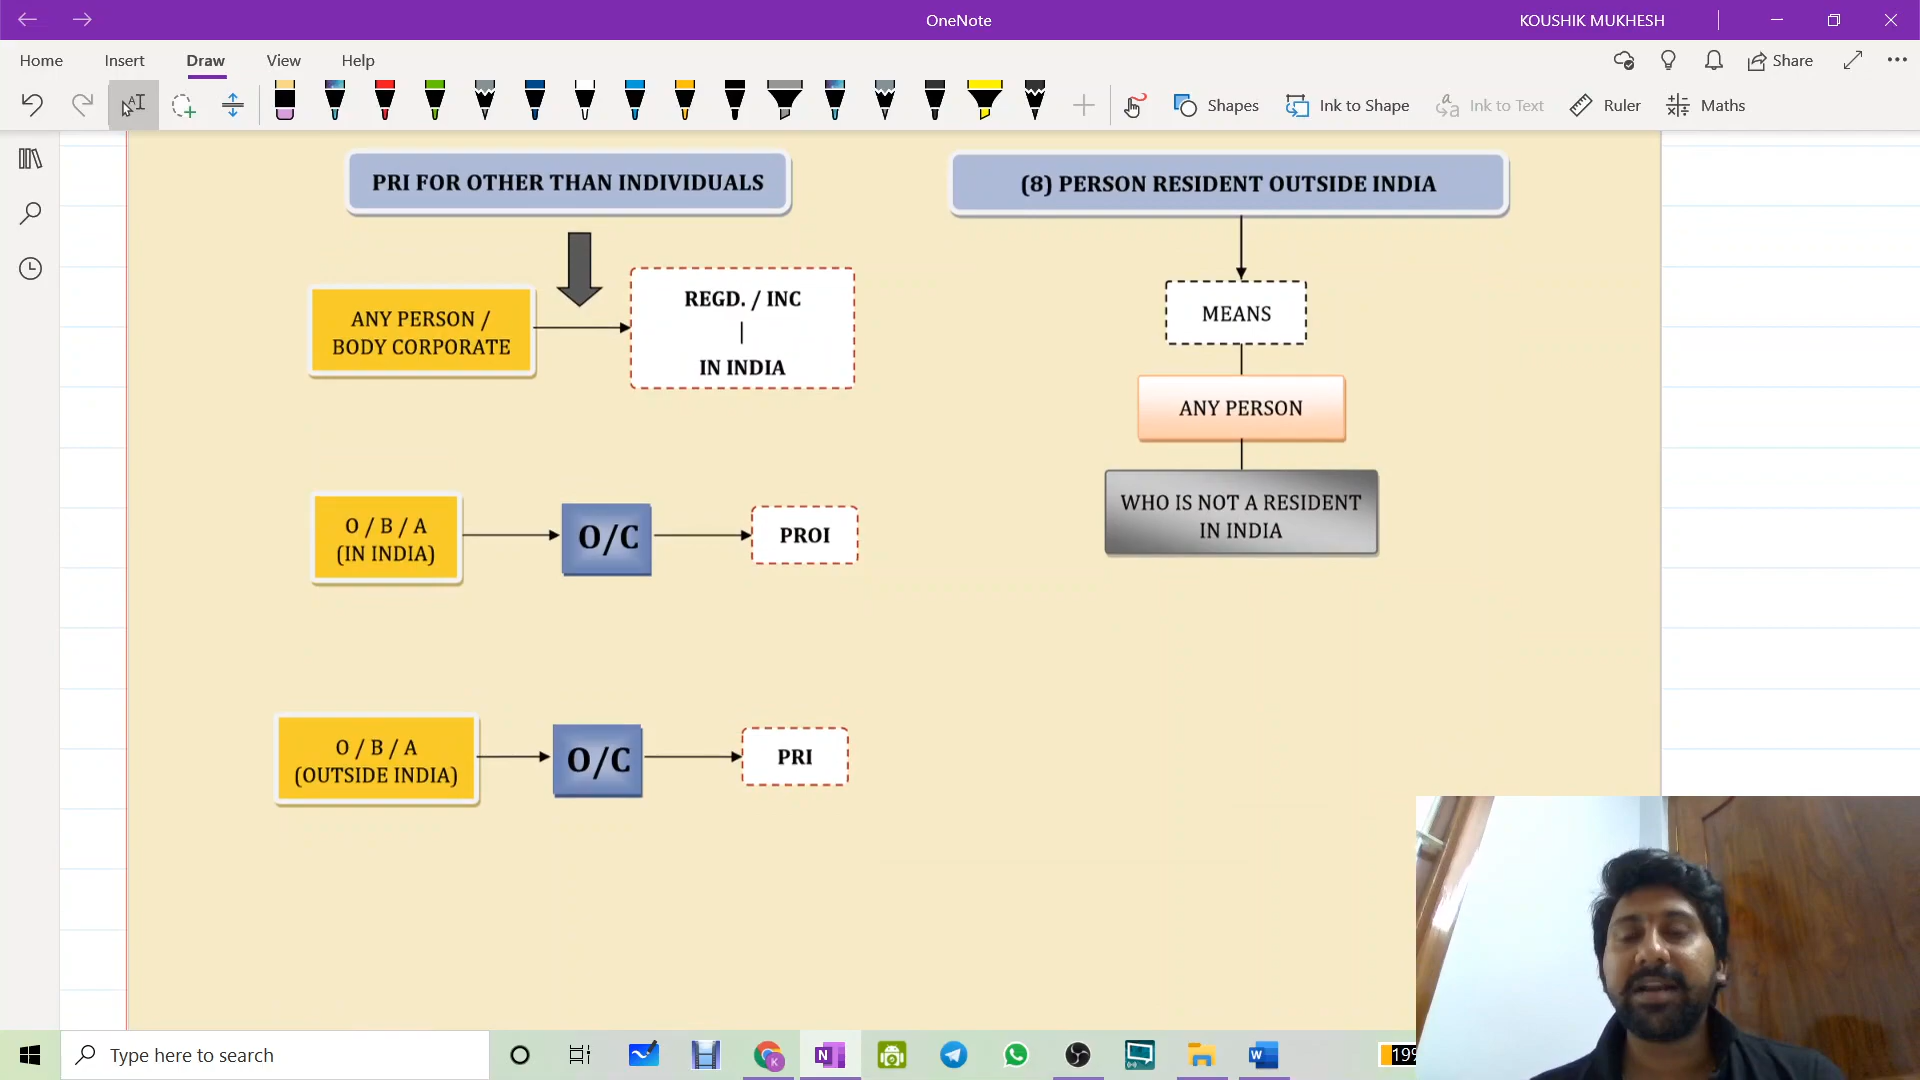 OneNote
KOUSHIK MUKHESH
Home
Insert
Draw
View
Help
Share
Shapes
Ink to Shape
Ink to Text
Ruler
Maths
PRI FOR OTHER THAN INDIVIDUALS
ANY PERSON /
BODY CORPORATE
REGD. / INC
|
IN INDIA
O / B / A
(IN INDIA)
O/C
PROI
O / B / A
(OUTSIDE INDIA)
O/C
PRI
(8) PERSON RESIDENT OUTSIDE INDIA
MEANS
ANY PERSON
WHO IS NOT A RESIDENT
IN INDIA
Type here to search
19%